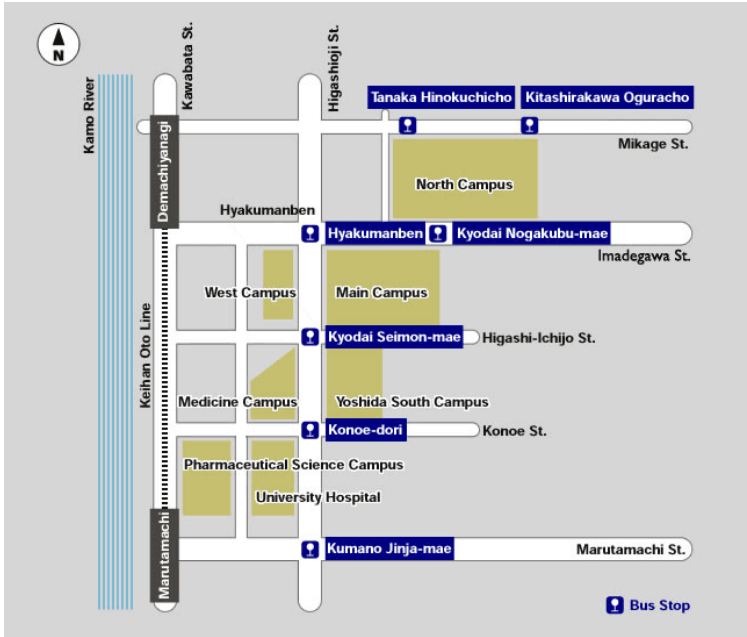 N
Kamo River
Kawabata St.
Higashioji St.
Tanaka Hinokuchicho
Kitashirakawa Oguracho
Mikage St.
Demachiyanagi
North Campus
Hyakumanben
Hyakumanben
Kyodai Nogakubu-mae
Imadegawa St.
West Campus
Main Campus
Keihan Oto Line
Kyodai Seimon-mae
Higashi-Ichijo St.
Medicine Campus
Yoshida South Campus
Konoe-dori
Konoe St.
Pharmaceutical Science Campus
University Hospital
Marutamachi
Kumano Jinja-mae
Marutamachi St.
Bus Stop